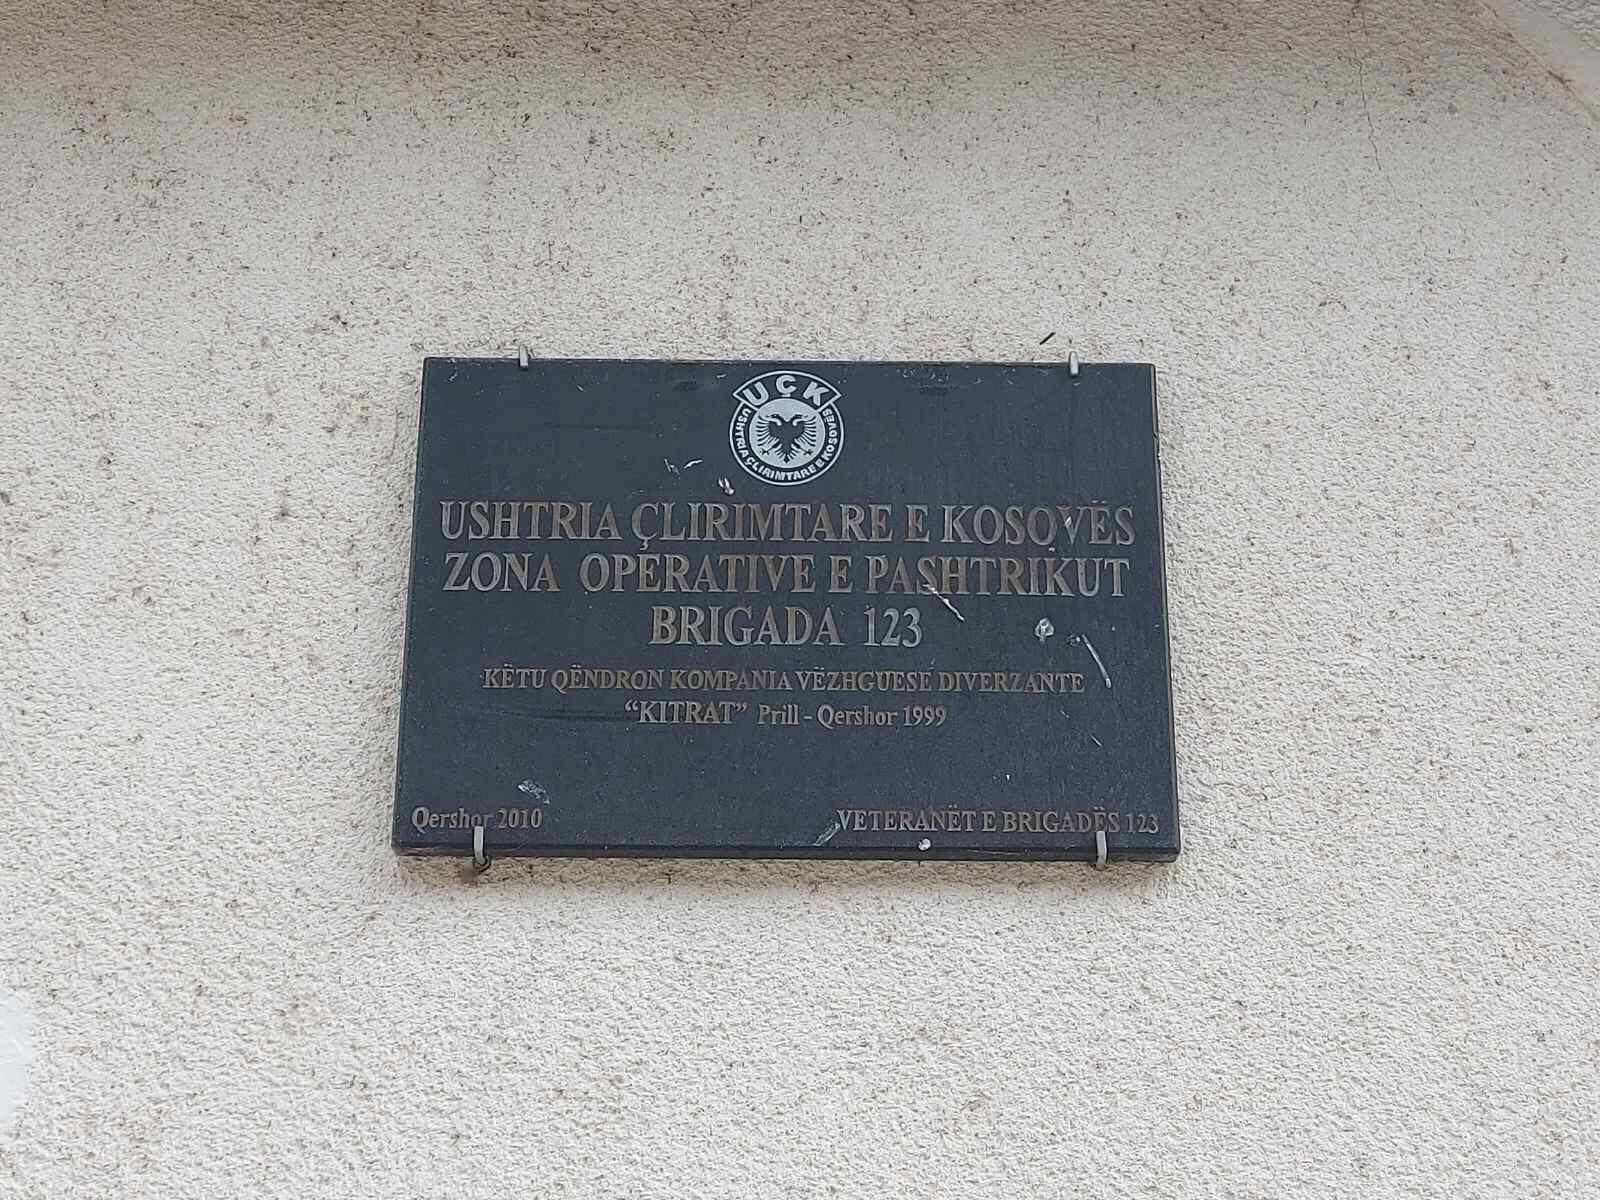 UÇK
USHTRIA ÇLIRIMTARE E KOSOVËS
USHTRIA ÇLIRIMTARE E KOSOVËS
ZONA OPERATIVE E PASHTRIKUT
BRIGADA 123
KËTU QËNDRON KOMPANIA VËZHGUESE DIVERZANTE
“KITRAT” Prill - Qershor 1999
Qershor 2010
VETERANËT E BRIGADËS 123